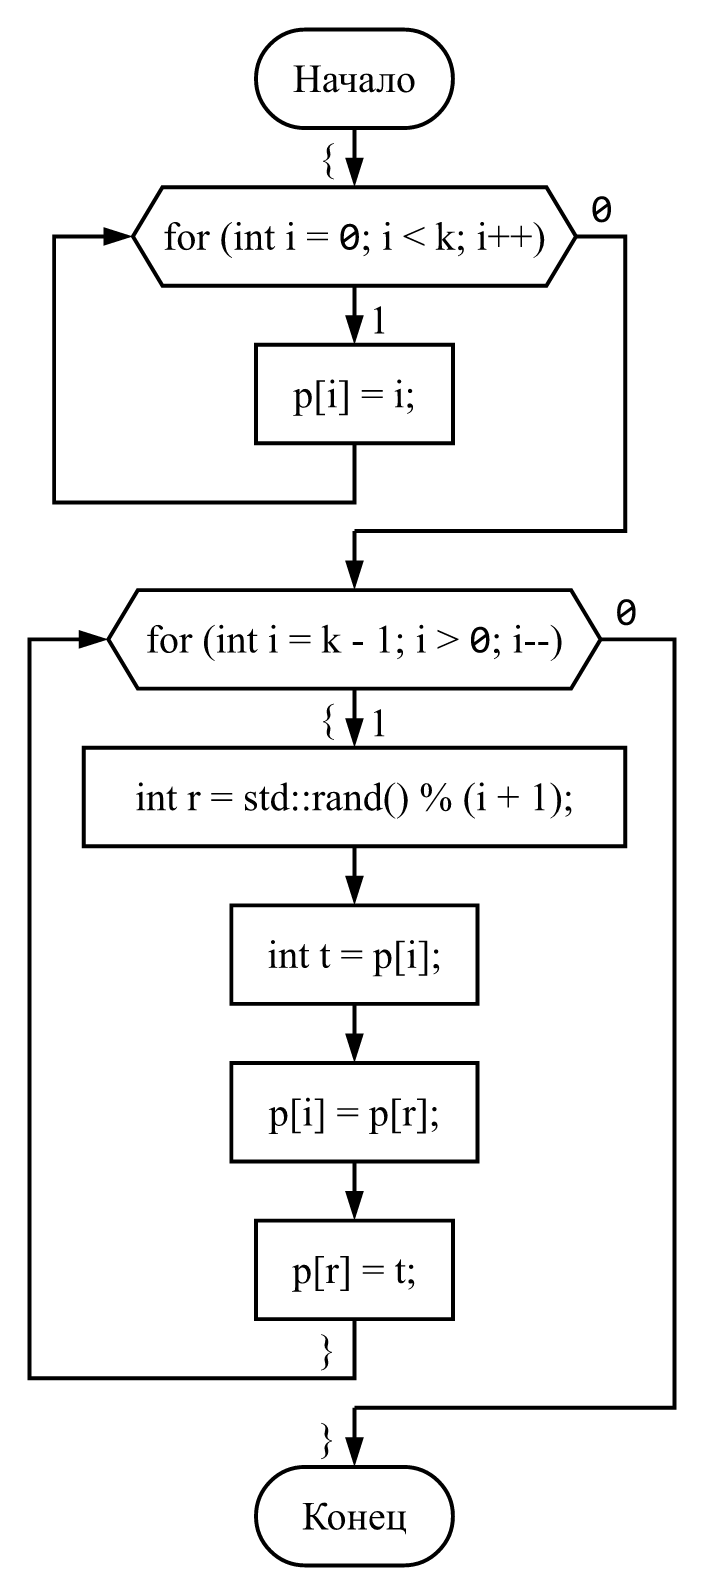 Начало
{
for (int i = 0; i < k; i++)
0
1
p[i] = i;
for (int i = k - 1; i > 0; i--)
0
{
1
int r = std::rand() % (i + 1);
int t = p[i];
p[i] = p[r];
p[r] = t;
}
}
Конец